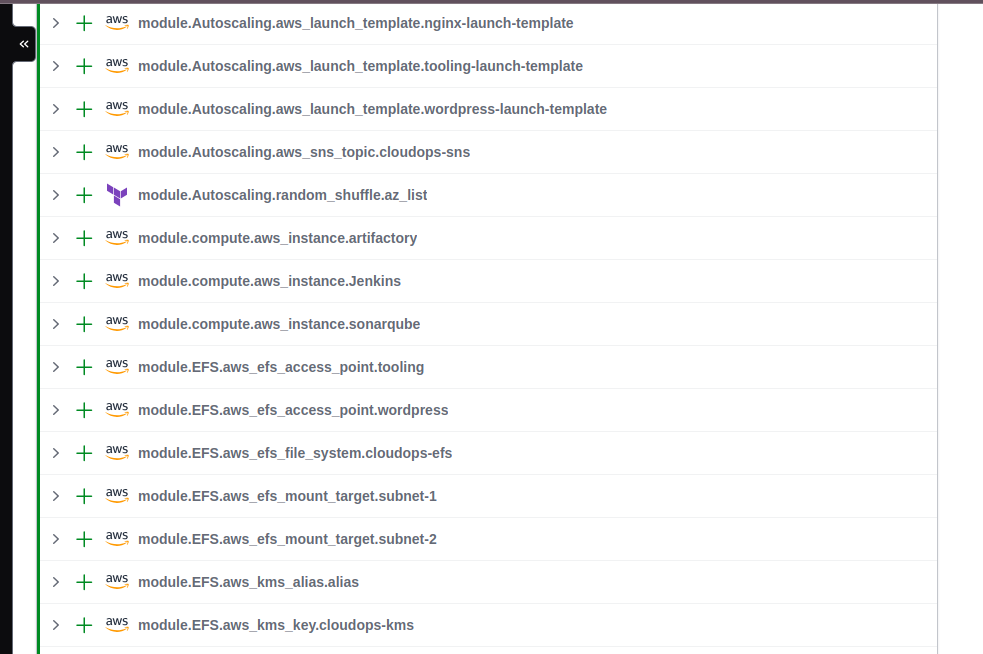 aws module.Autoscaling.aws_launch_template.nginx-launch-template
«
aws module.Autoscaling.aws_launch_template.tooling-launch-template
aws module.Autoscaling.aws_launch_template.wordpress-launch-template
aws module.Autoscaling.aws_sns_topic.cloudops-sns
module.Autoscaling.random_shuffle.az_list
aws module.compute.aws_instance.artifactory
aws module.compute.aws_instance.Jenkins
aws module.compute.aws_instance.sonarqube
aws module.EFS.aws_efs_access_point.tooling
aws module.EFS.aws_efs_access_point.wordpress
aws module.EFS.aws_efs_file_system.cloudops-efs
aws module.EFS.aws_efs_mount_target.subnet-1
aws module.EFS.aws_efs_mount_target.subnet-2
aws module.EFS.aws_kms_alias.alias
aws module.EFS.aws_kms_key.cloudops-kms